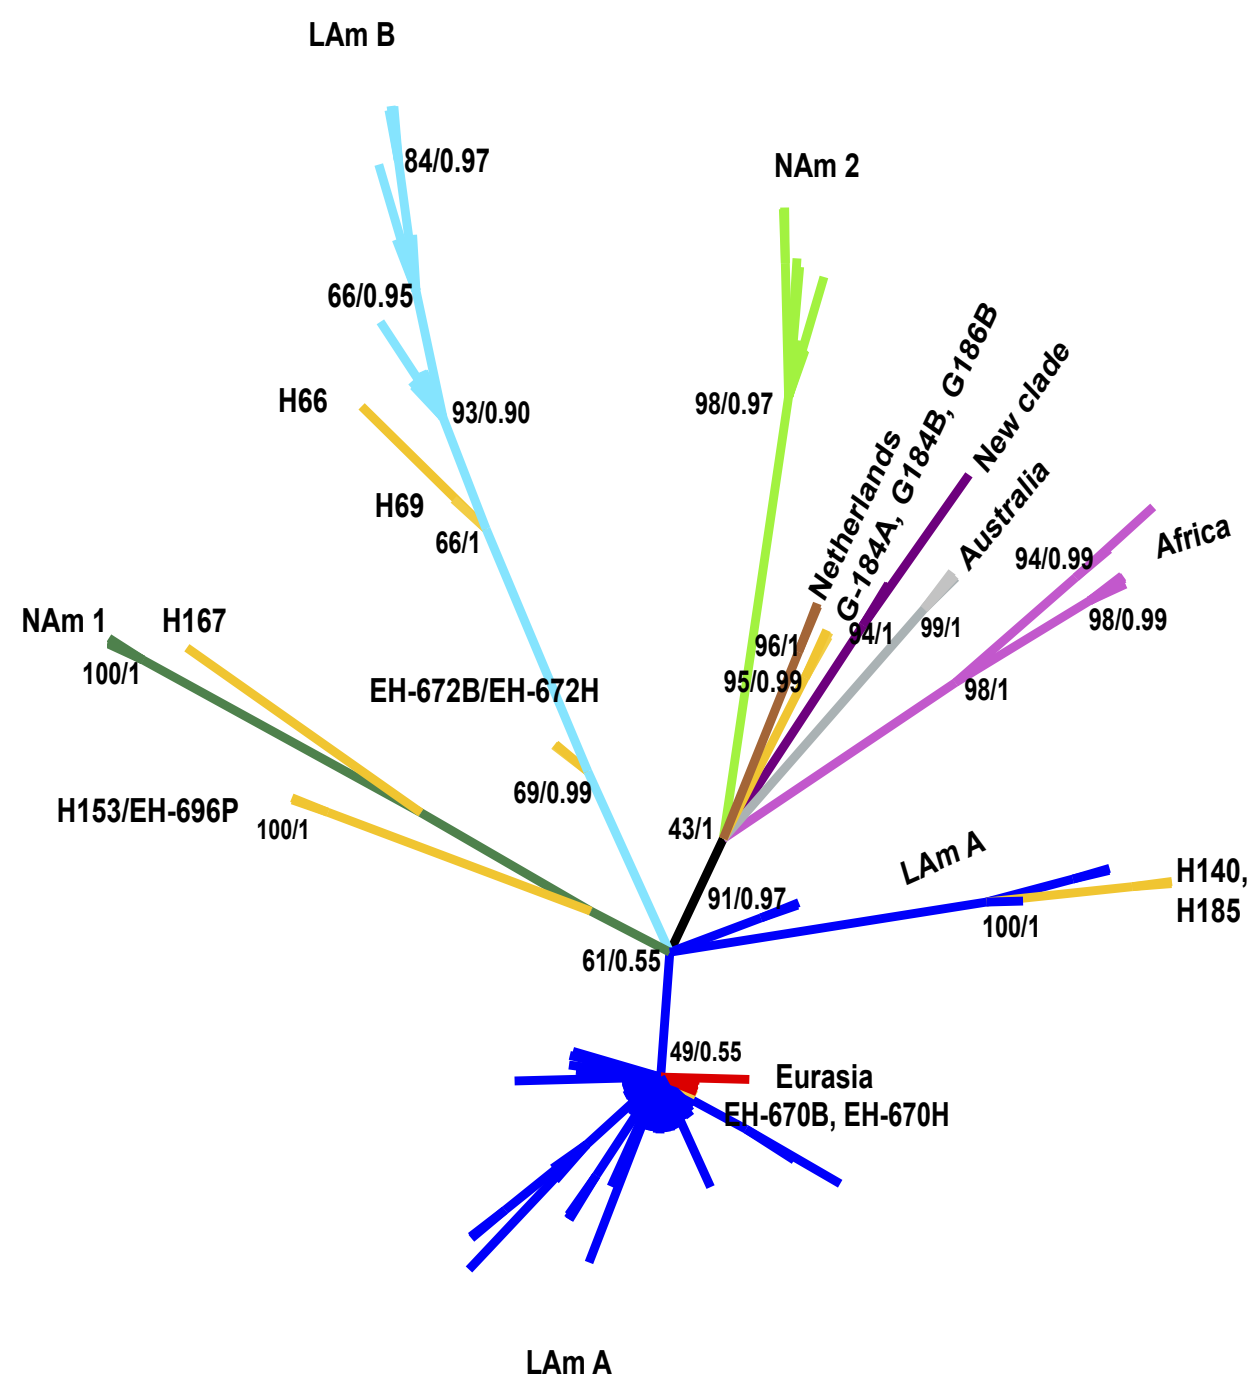 LAm B
84/0.97
NAm 2
66/0.95
H66
93/0.90
98/0.97
H69
66/1
Netherlands
G-184A, G184B, G186B
New clade
Australia
94/0.99
Africa
NAm 1
H167
100/1
96/1
94/1
99/1
98/0.99
EH-672B/EH-672H
95/0.99
98/1
69/0.99
H153/EH-696P
100/1
43/1
LAm A
91/0.97
H140,
H185
100/1
61/0.55
49/0.55
Eurasia
EH-670B, EH-670H
LAm A